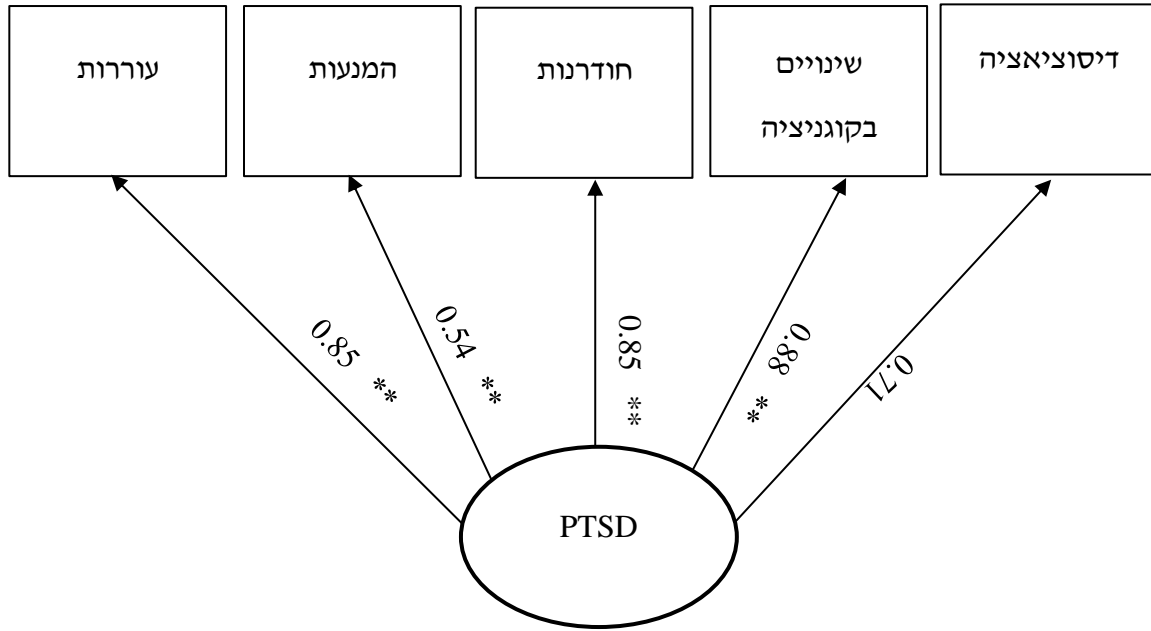 דיסוציאציה
שינויים
בקוגניציה
חודרנות
המנעות
עוררות
0.71
0.88 **
0.85 **
0.54 **
0.85 **
PTSD